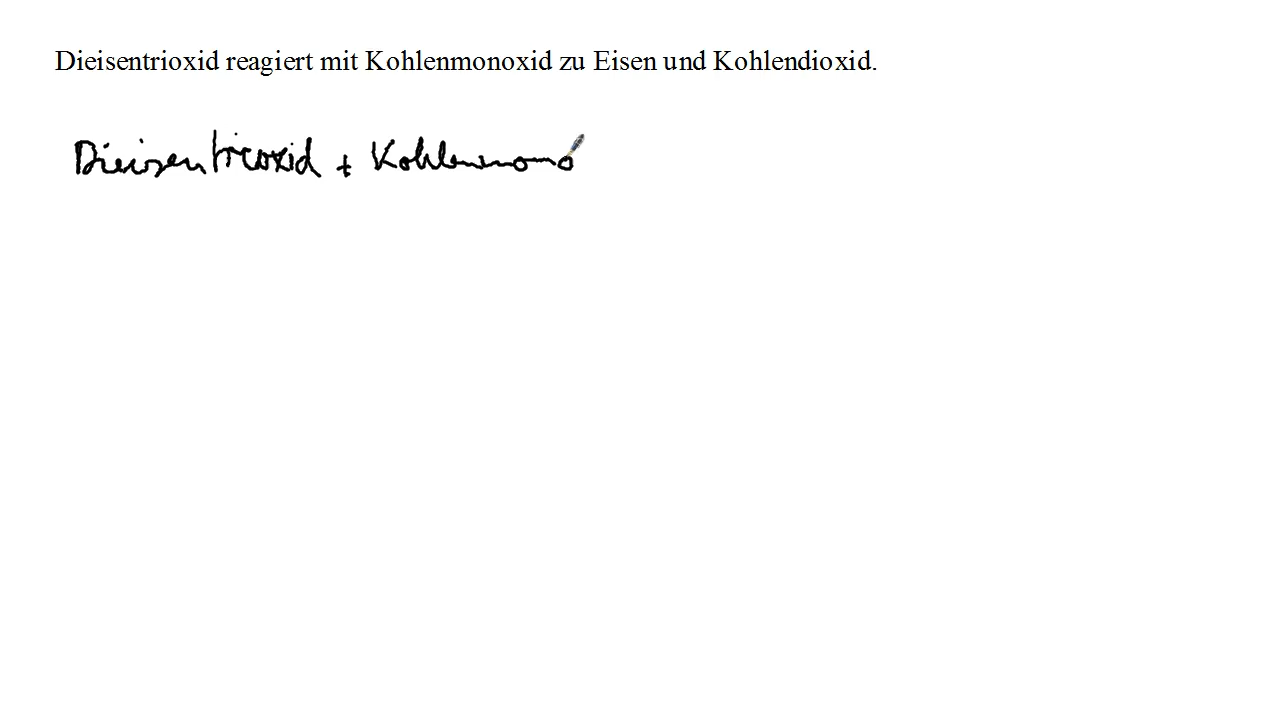 Dieisentrioxid reagiert mit Kohlenmonoxid zu Eisen und Kohlendioxid.
Dieisentrioxid + Kohlenmono